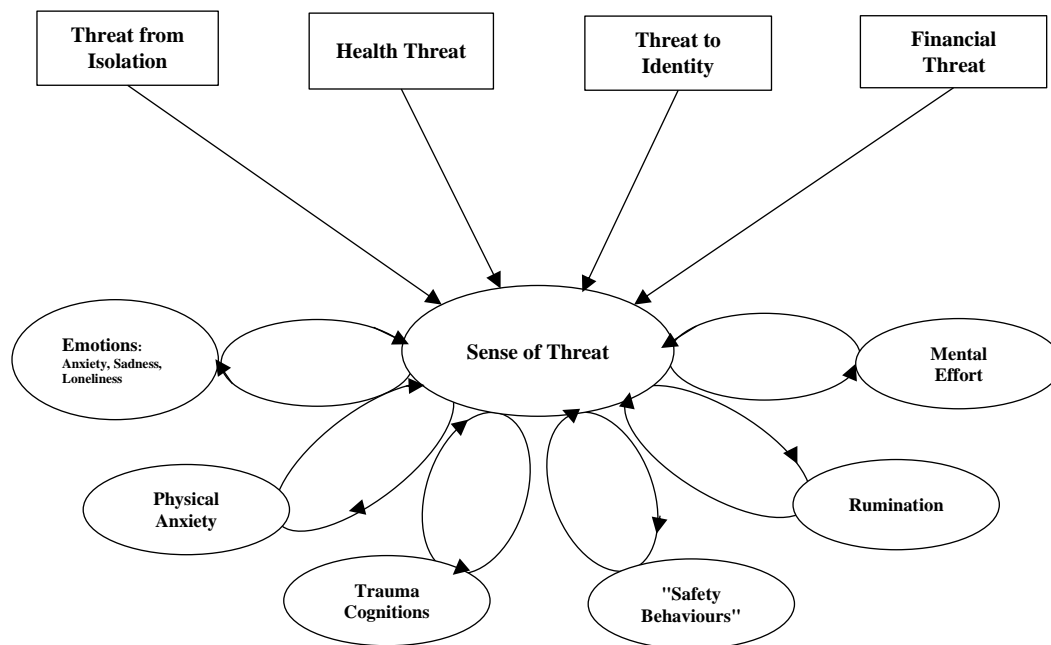 Threat from
Isolation
Health Threat
Threat to
Identity
Financial
Threat
Emotions:
Anxiety, Sadness,
Loneliness
Sense of Threat
Mental
Effort
Physical
Anxiety
Rumination
Trauma
Cognitions
"Safety
Behaviours"